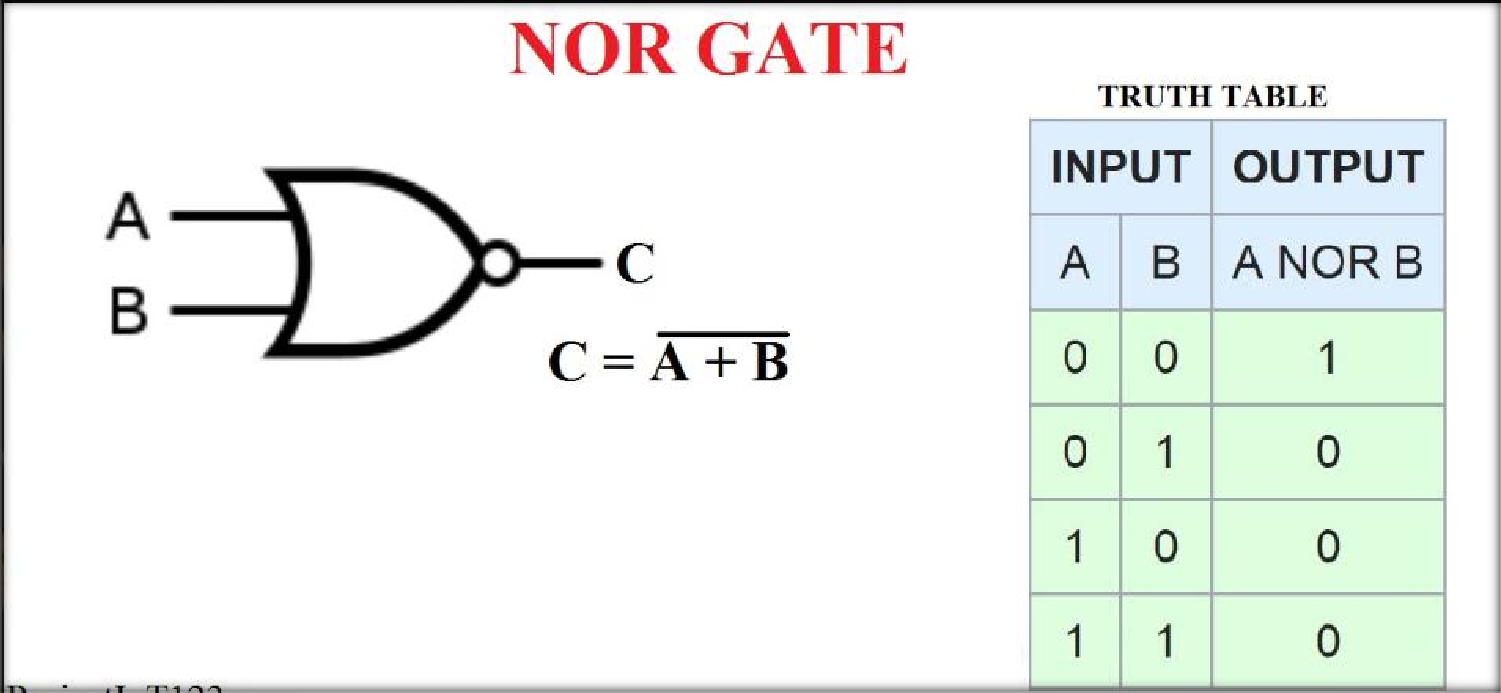 NOR GATE
A
B
C
C = A + B
TRUTH TABLE
INPUT OUTPUT
A B A NOR B
0 0 1
0 1 0
1 0 0
1 1 0